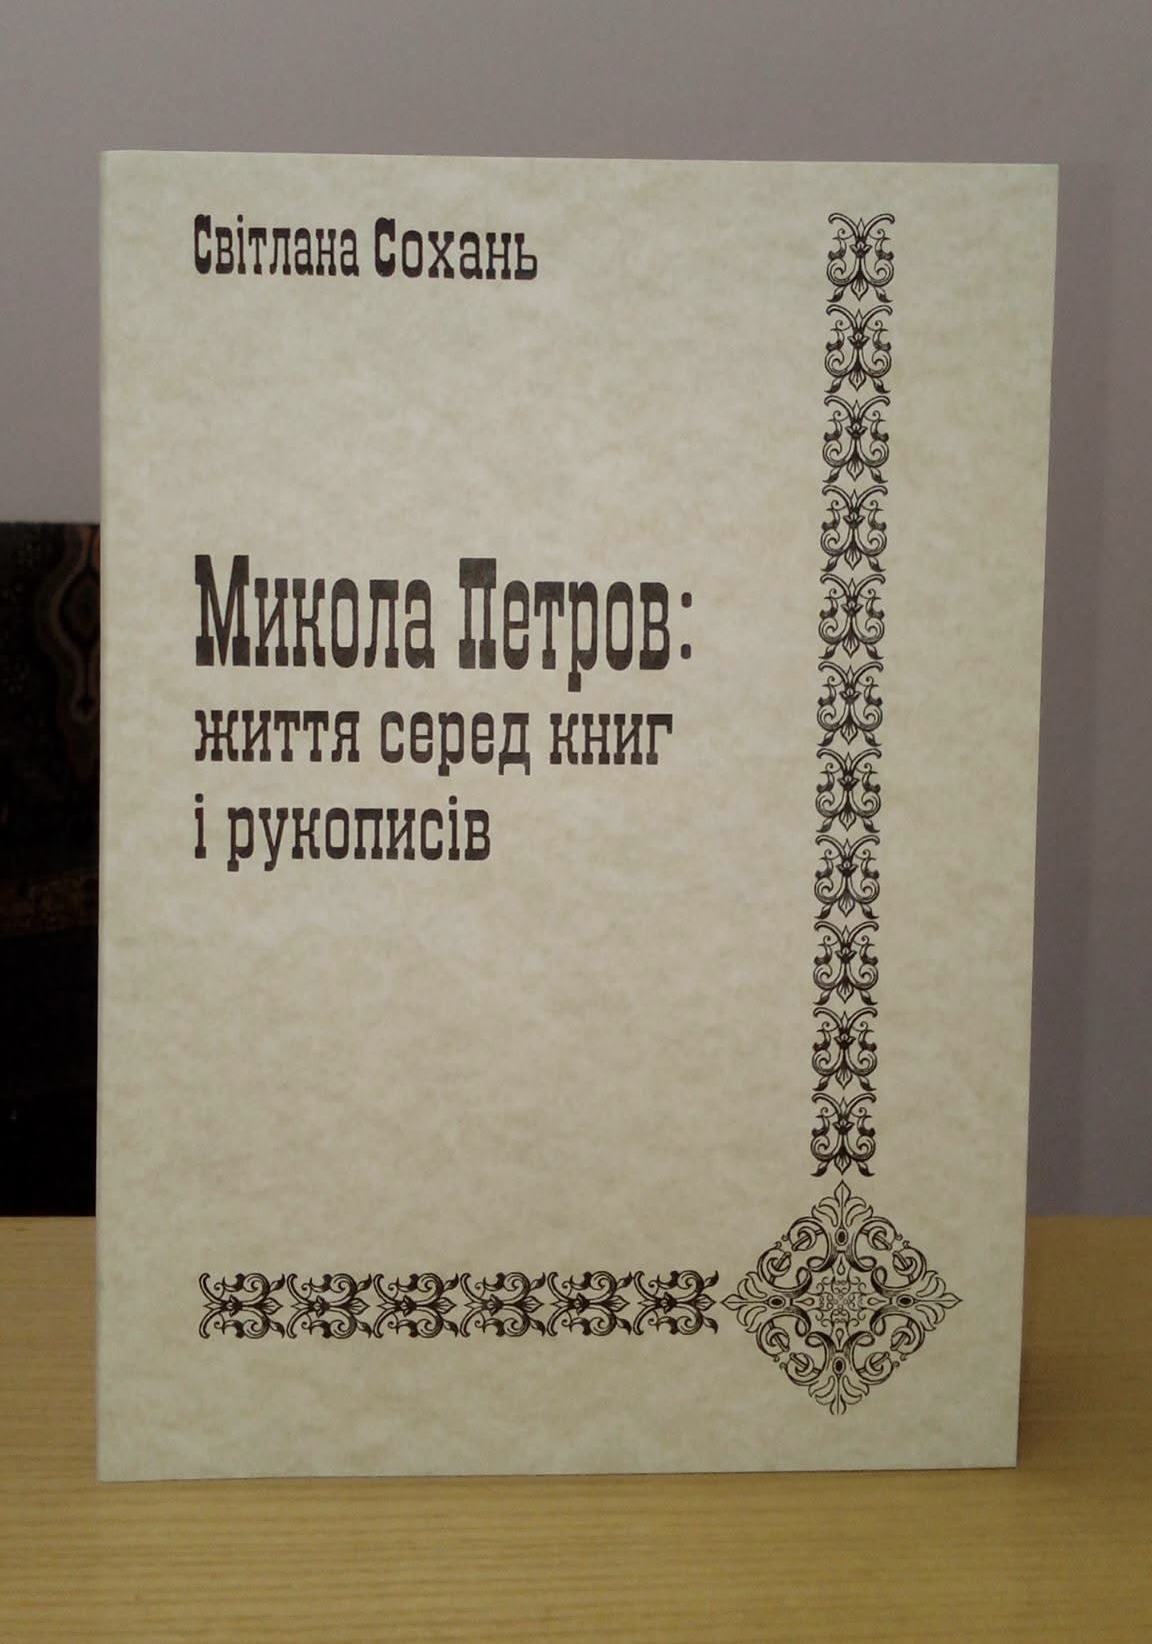 Світлана Сохань
Микола Петров:
життя серед книг
і рукописів